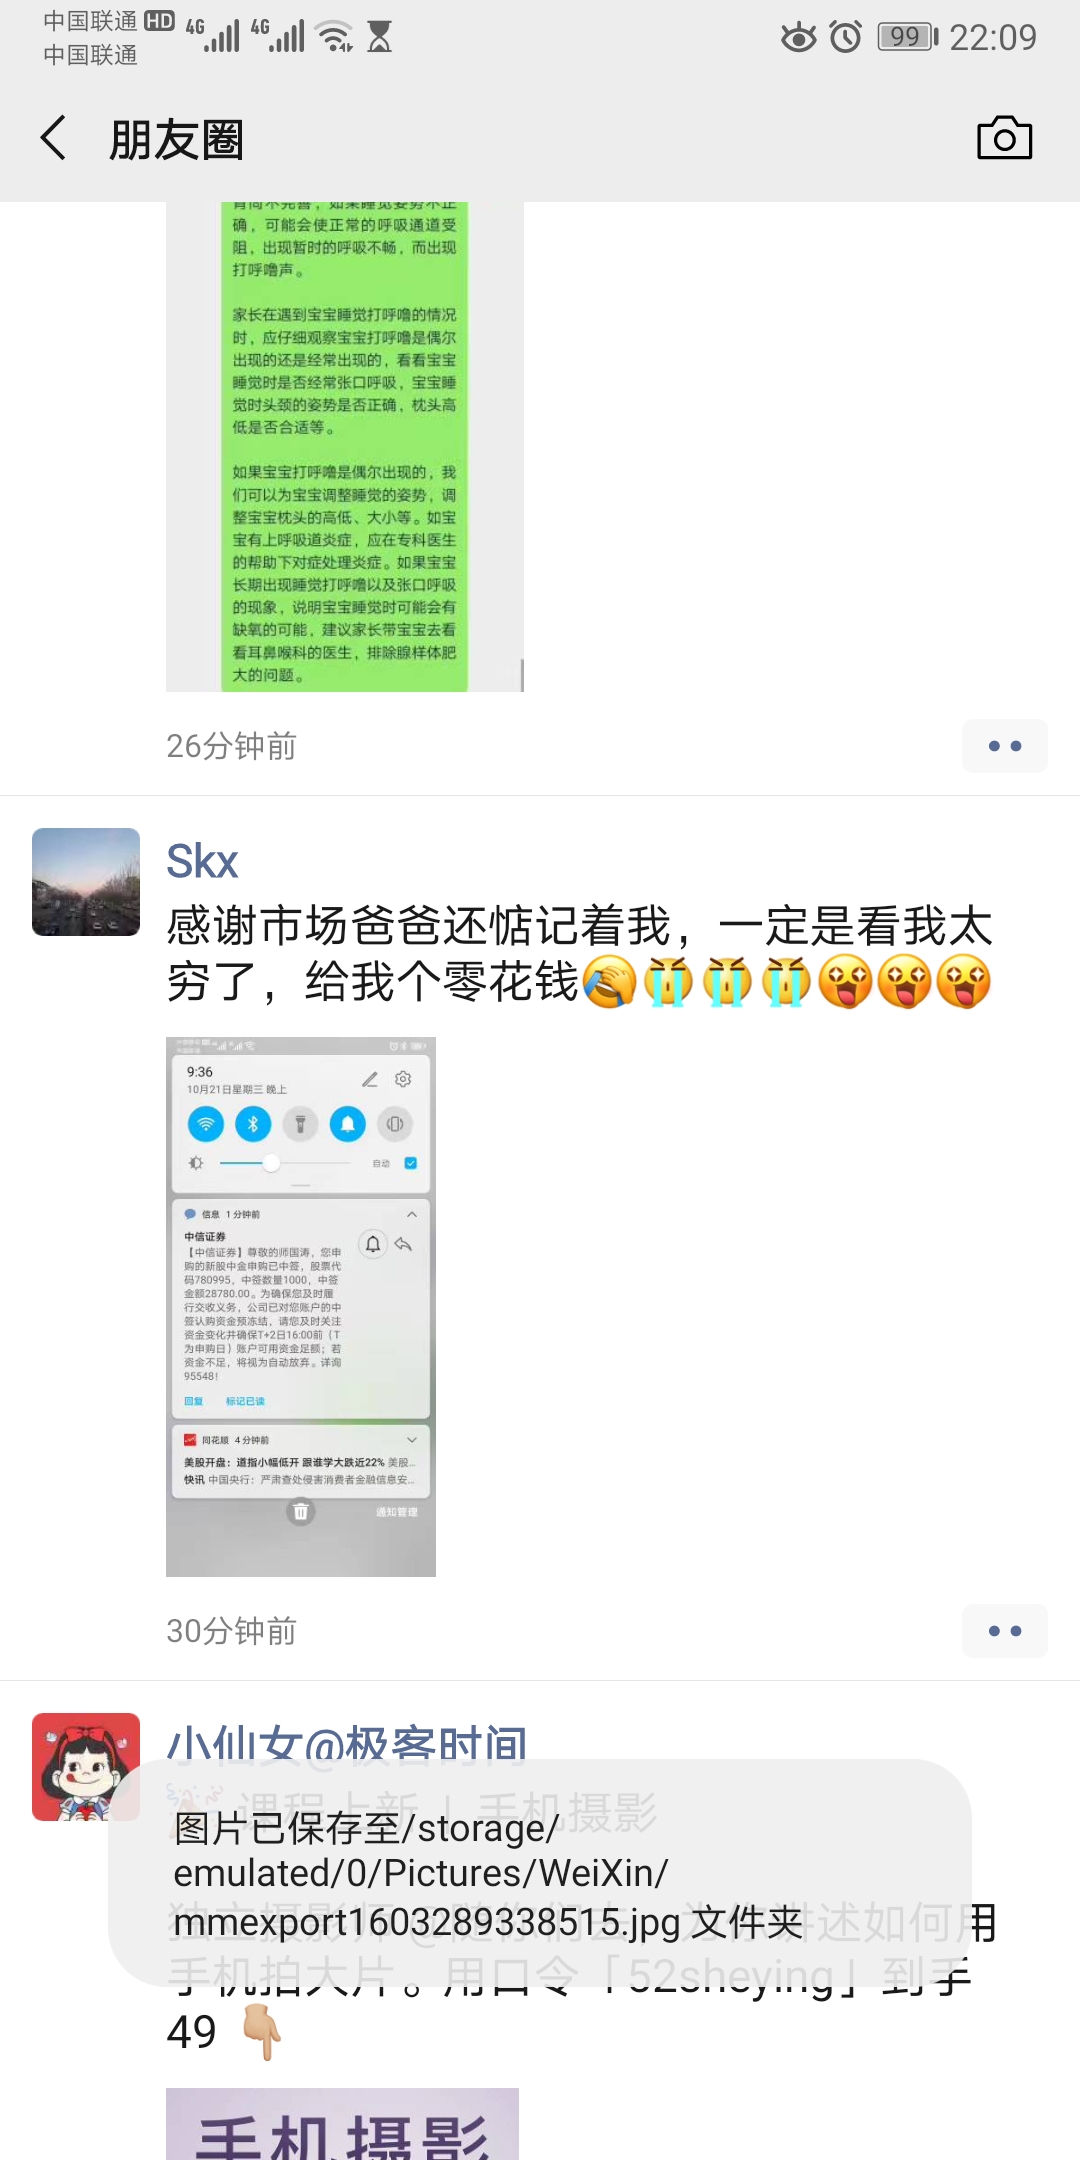 中国联通 HD 4G 4G 99 22:09
中国联通
朋友圈
育尚不完善，如果睡觉姿势不正
确，可能会使正常的呼吸通道受
阻，出现暂时的呼吸不畅，而出现
打呼噜声。
家长在遇到宝宝睡觉打呼噜的情况
时，应仔细观察宝宝打呼噜是偶尔
出现的还是经常出现的，看看宝宝
睡觉时是否经常张口呼吸，宝宝睡
觉时头颈的姿势是否正确，枕头高
低是否合适等。
如果宝宝打呼噜是偶尔出现的，我
们可以为宝宝调整睡觉的姿势，调
整宝宝枕头的高低、大小等。如宝
宝有上呼吸道炎症，应在专科医生
的帮助下对症处理炎症。如果宝宝
长期出现睡觉打呼噜以及张口呼吸
的现象，说明宝宝睡觉时可能会有
缺氧的可能，建议家长带宝宝去看
看耳鼻喉科的医生，排除腺样体肥
大的问题。
26分钟前
Skx
感谢市场爸爸还惦记着我，一定是看我太
穷了，给我个零花钱
9:36
10月21日星期三 晚上
自动
信息 1分钟前
中信证券
【中信证券】尊敬的师国涛，您申
购的新股中金申购已中签，股票代
码780995，中签数量1000，中签
金额28780.00。为确保您及时履
行交收义务，公司已对您账户的中
签认购资金预冻结，请您及时关注
资金变化并确保T+2日16:00前（T
为申购日）账户可用资金足额；若
资金不足，将视为自动放弃。详询
95548！
回复 标记已读
同花顺 4分钟前
美股开盘：道指小幅低开 跟谁学大跌近22% 美股...
快讯 中国央行：严肃查处侵害消费者金融信息安...
通知管理
30分钟前
小仙女@极客时间
课程上新 | 手机摄影
图片已保存至/storage/
emulated/0/Pictures/WeiXin/
mmexport1603289338515.jpg 文件夹
独立摄影师@随你们去，为你讲述如何用
手机拍大片。用口令「52sheying」到手
49
手机摄影